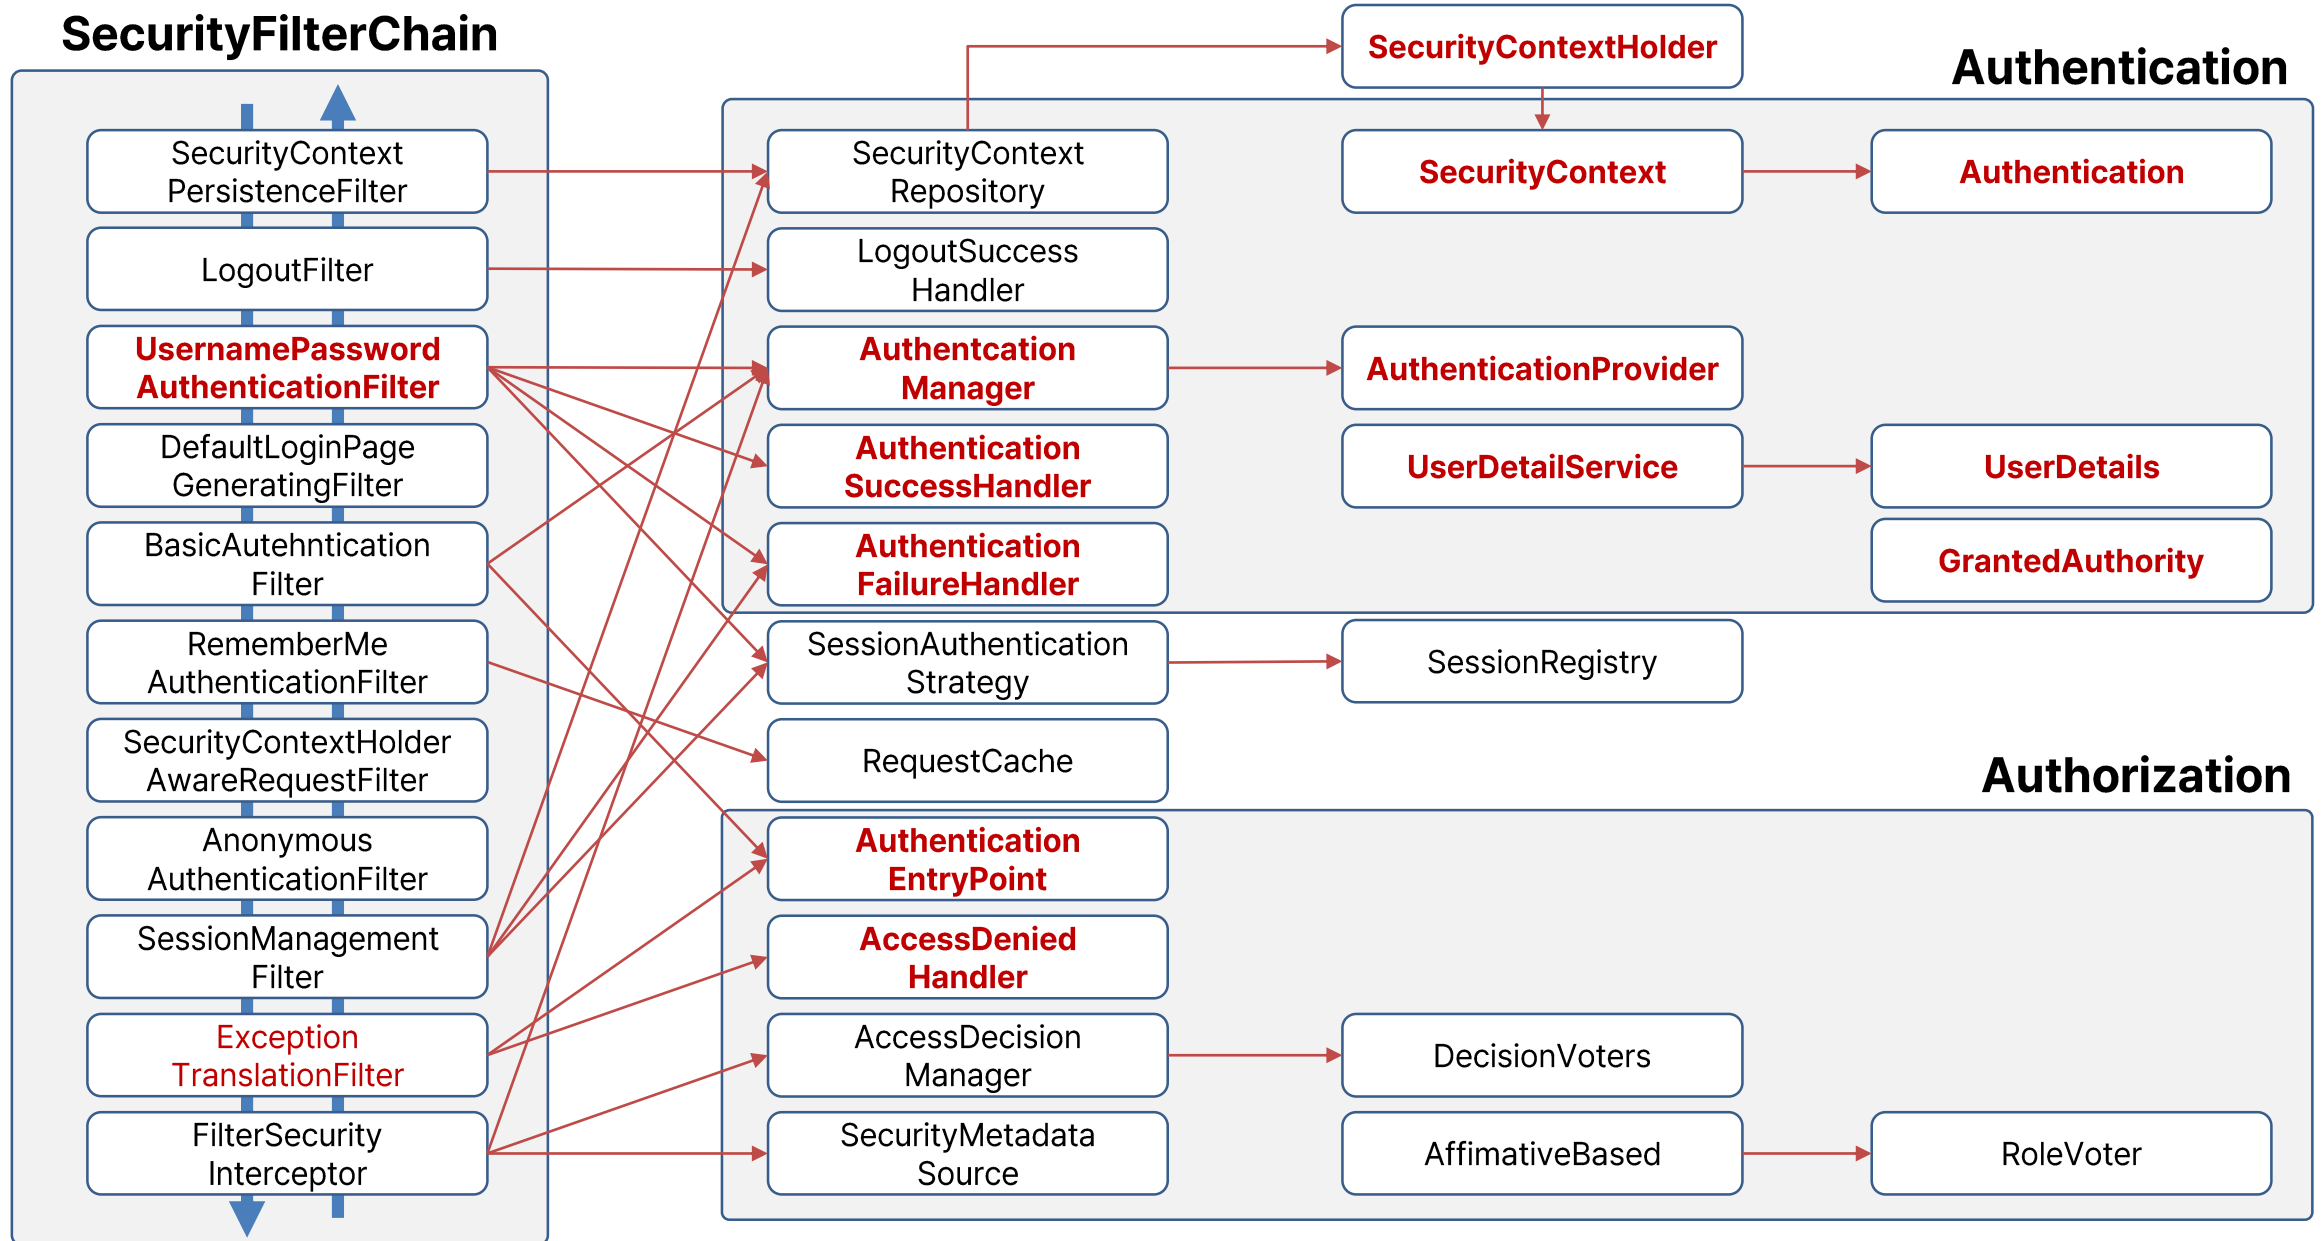 SecurityFilterChain
SecurityContext
PersistenceFilter
LogoutFilter
UsernamePassword
AuthenticationFilter
DefaultLoginPage
GeneratingFilter
BasicAutehntication
Filter
RememberMe
AuthenticationFilter
SecurityContextHolder
AwareRequestFilter
Anonymous
AuthenticationFilter
SessionManagement
Filter
Exception
TranslationFilter
FilterSecurity
Interceptor
SecurityContextHolder
Authentication
SecurityContext
Repository
SecurityContext
Authentication
LogoutSuccess
Handler
Authentcation
Manager
AuthenticationProvider
Authentication
SuccessHandler
UserDetailService
UserDetails
Authentication
FailureHandler
GrantedAuthority
SessionAuthentication
Strategy
SessionRegistry
RequestCache
Authorization
Authentication
EntryPoint
AccessDenied
Handler
AccessDecision
Manager
DecisionVoters
SecurityMetadata
Source
AffimativeBased
RoleVoter